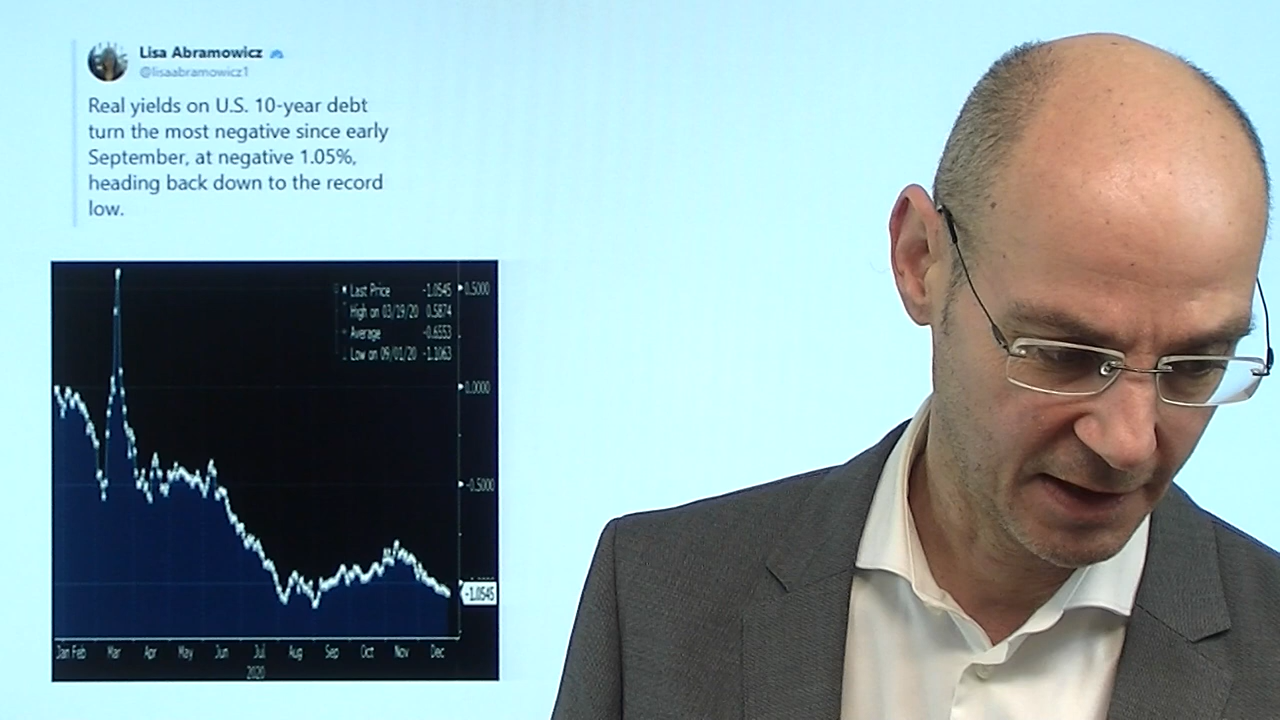 Lisa Abramowicz
@lisaabramowicz1
Real yields on U.S. 10-year debt
turn the most negative since early
September, at negative 1.05%,
heading back down to the record
low.
Last Price -1.0545
High on 03/19/20 0.5874
Average -0.6553
Low on 09/01/20 -1.1063
0.5000
0.0000
-0.5000
-1.0545
Jan Feb Mar Apr May Jun Jul Aug Sep Oct Nov Dec
2020